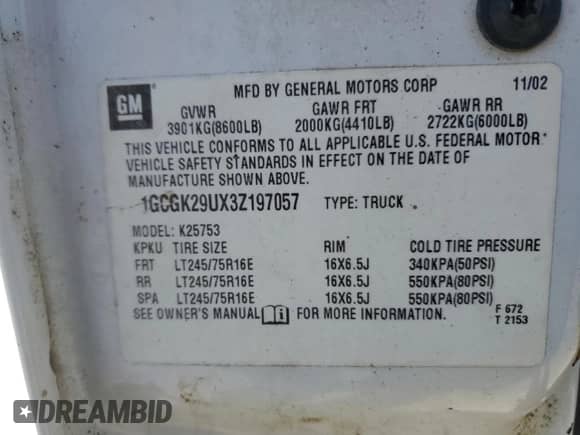 GM
MFD BY GENERAL MOTORS CORP 11/02
GVWR GAWR FRT GAWR RR
3901KG(8600LB) 2000KG(4410LB) 2722KG(6000LB)
THIS VEHICLE CONFORMS TO ALL APPLICABLE U.S. FEDERAL MOTOR
VEHICLE SAFETY STANDARDS IN EFFECT ON THE DATE OF
MANUFACTURE SHOWN ABOVE.
1GCGK29UX3Z197057 TYPE: TRUCK
MODEL: K25753
KPKU TIRE SIZE RIM COLD TIRE PRESSURE
FRT LT245/75R16E 16X6.5J 340KPA(50PSI)
RR LT245/75R16E 16X6.5J 550KPA(80PSI)
SPA LT245/75R16E 16X6.5J 550KPA(80PSI)
SEE OWNER'S MANUAL FOR MORE INFORMATION.
F 672
T 2153
DREAMBID